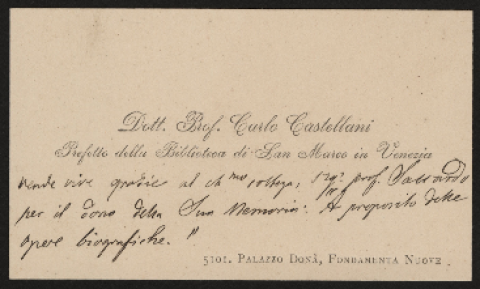 Dott. Prof. Carlo Castellani
Prefetto della Biblioteca di San Marco in Venezia
rende vive grazie al ch.mo collega, sig. prof. Saccardo
per il dono della Sua Memoria: "A proposito delle
opere biografiche."
5101. Palazzo Donà, Fondamenta Nuove.